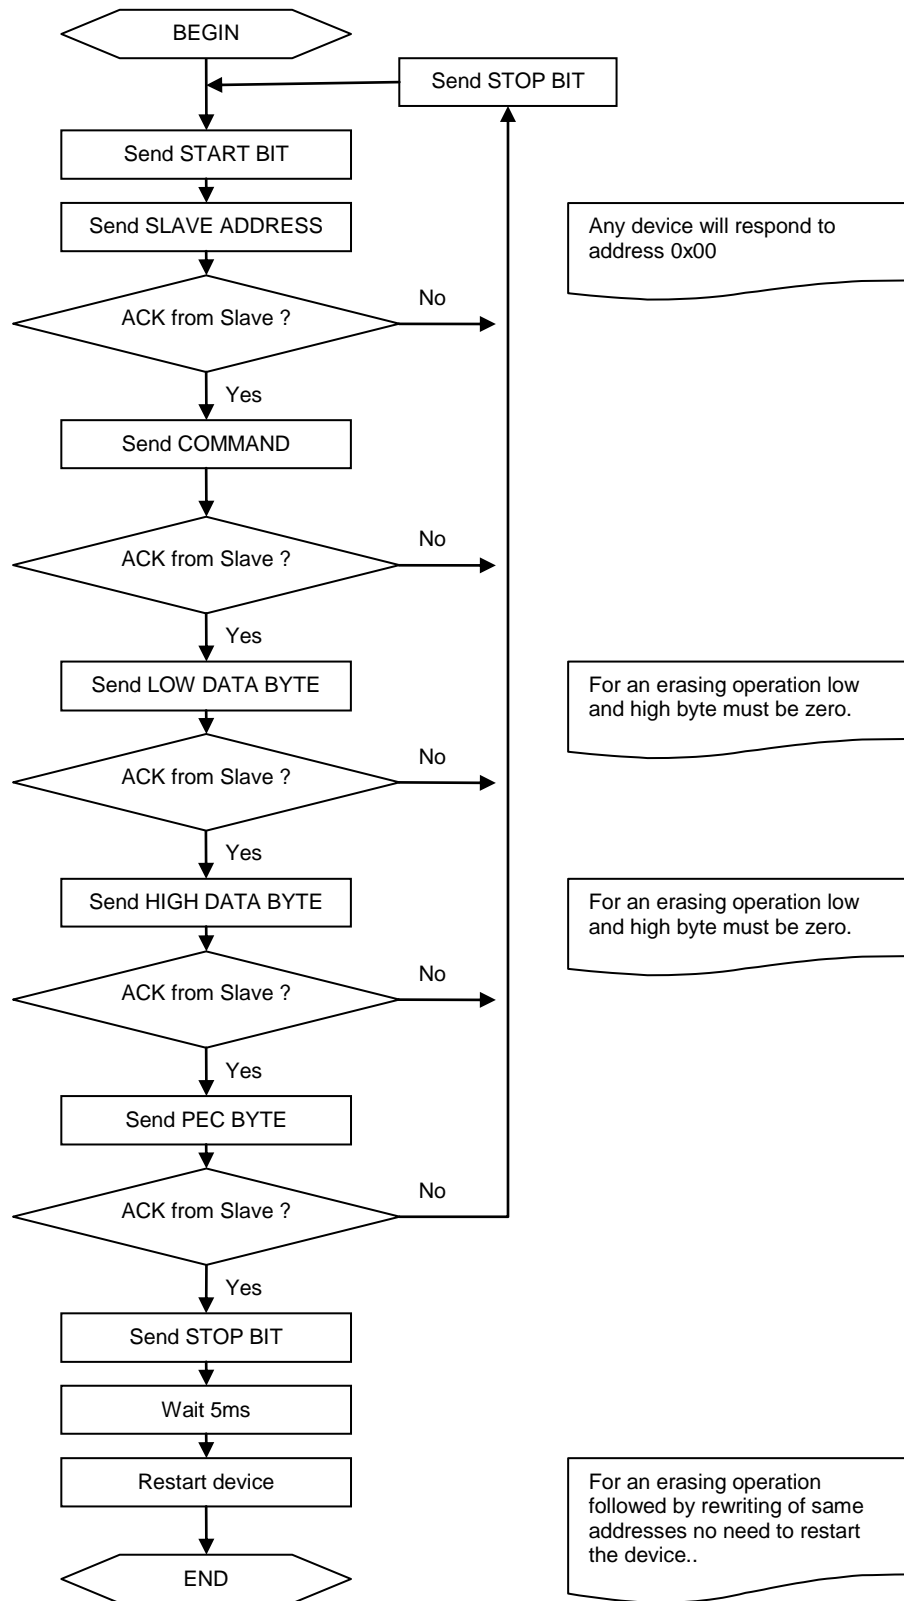 BEGIN
Send STOP BIT
Send START BIT
Send SLAVE ADDRESS
Any device will respond to
address 0x00
ACK from Slave ?
No
Yes
Send COMMAND
ACK from Slave ?
No
Yes
Send LOW DATA BYTE
For an erasing operation low
and high byte must be zero.
ACK from Slave ?
No
Yes
Send HIGH DATA BYTE
For an erasing operation low
and high byte must be zero.
ACK from Slave ?
No
Yes
Send PEC BYTE
ACK from Slave ?
No
Yes
Send STOP BIT
Wait 5ms
Restart device
For an erasing operation
followed by rewriting of same
addresses no need to restart
the device..
END